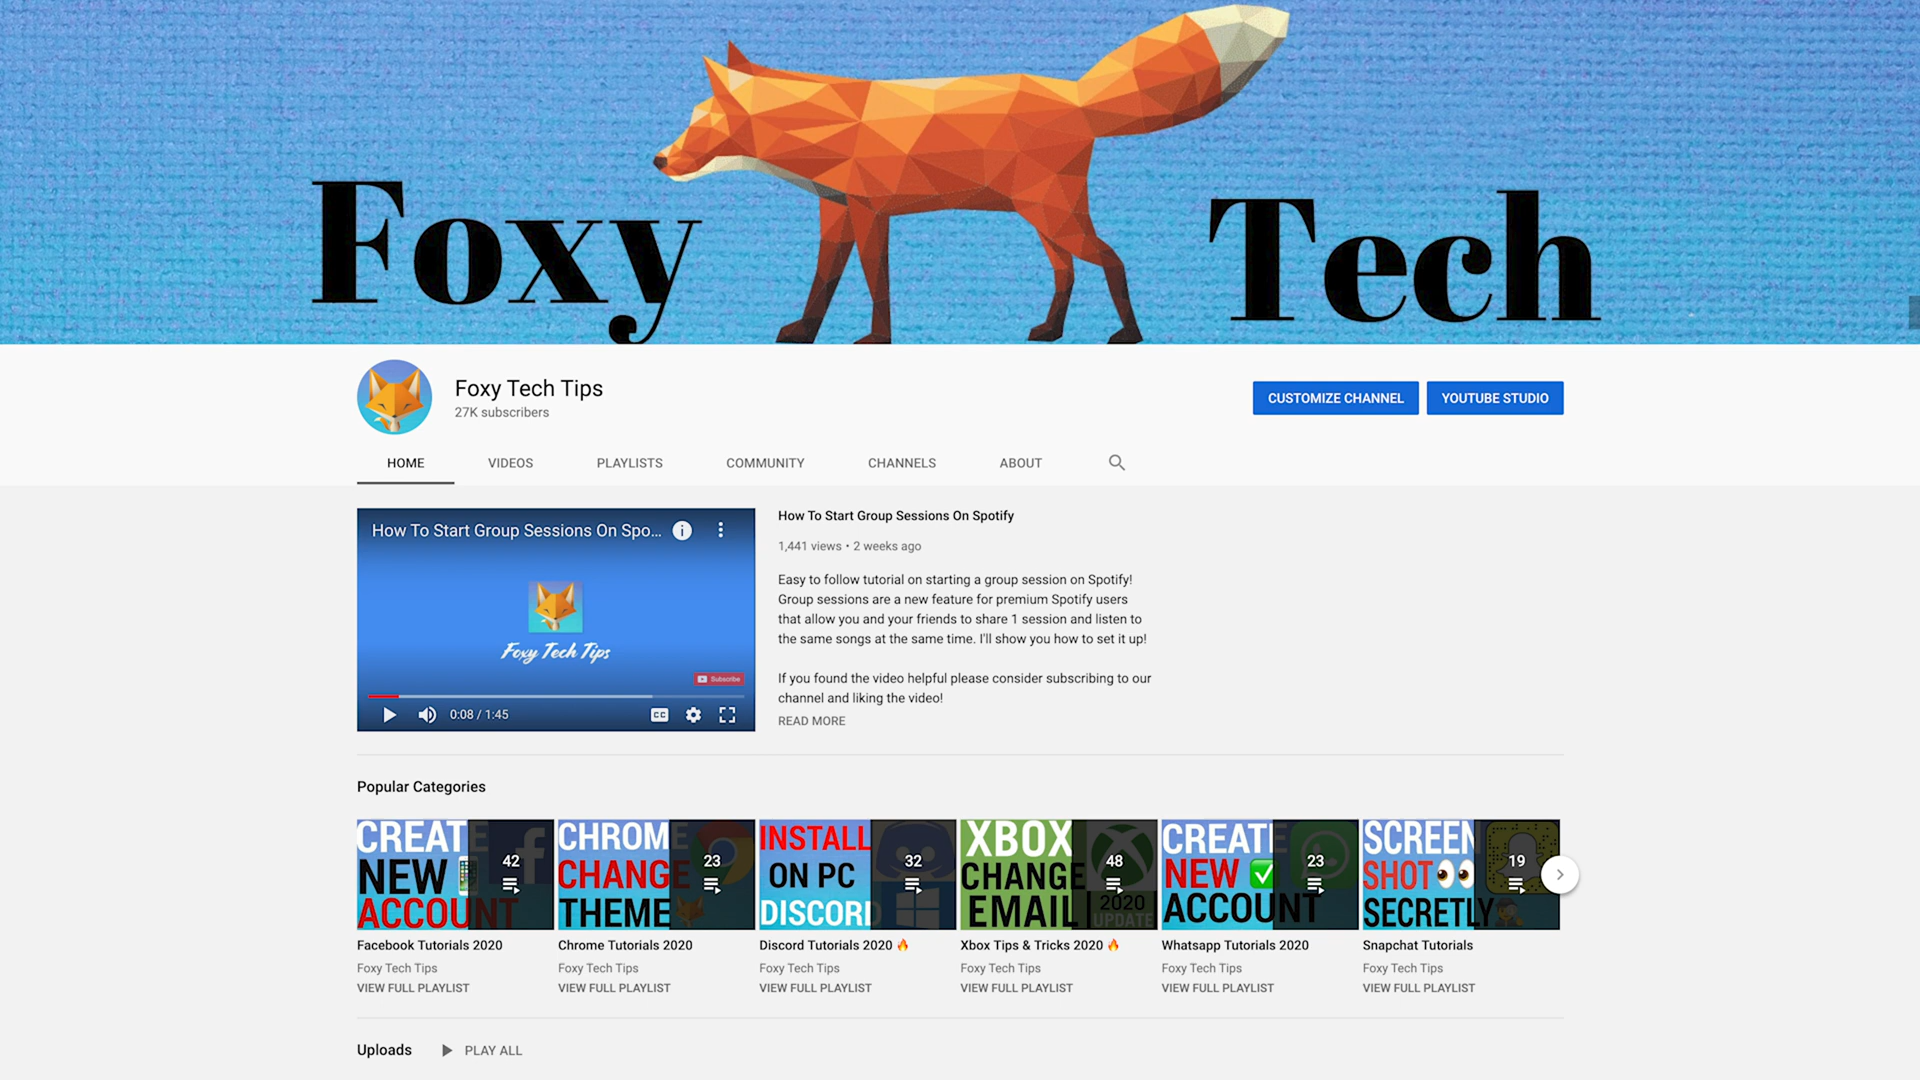 Foxy Tech
Foxy Tech Tips
27K subscribers
CUSTOMIZE CHANNEL
YOUTUBE STUDIO
HOME
VIDEOS
PLAYLISTS
COMMUNITY
CHANNELS
ABOUT
How To Start Group Sessions On Spo...
i
Foxy Tech Tips
Subscribe
0:08 / 1:45
CC
How To Start Group Sessions On Spotify
1,441 views • 2 weeks ago
Easy to follow tutorial on starting a group session on Spotify!
Group sessions are a new feature for premium Spotify users
that allow you and your friends to share 1 session and listen to
the same songs at the same time. I'll show you how to set it up!
If you found the video helpful please consider subscribing to our
channel and liking the video!
READ MORE
Popular Categories
CREATE
NEW
ACCOUNT
42
Facebook Tutorials 2020
Foxy Tech Tips
VIEW FULL PLAYLIST
CHROME
CHANGE
THEME
23
Chrome Tutorials 2020
Foxy Tech Tips
VIEW FULL PLAYLIST
INSTALL
ON PC
DISCORD
32
Discord Tutorials 2020 🔥
Foxy Tech Tips
VIEW FULL PLAYLIST
XBOX
CHANGE
EMAIL
2020
UPDATE
48
Xbox Tips & Tricks 2020 🔥
Foxy Tech Tips
VIEW FULL PLAYLIST
CREATE
NEW ✅
ACCOUNT
23
Whatsapp Tutorials 2020
Foxy Tech Tips
VIEW FULL PLAYLIST
SCREEN
SHOT 👀
SECRETLY
19
Snapchat Tutorials
Foxy Tech Tips
VIEW FULL PLAYLIST
Uploads
PLAY ALL